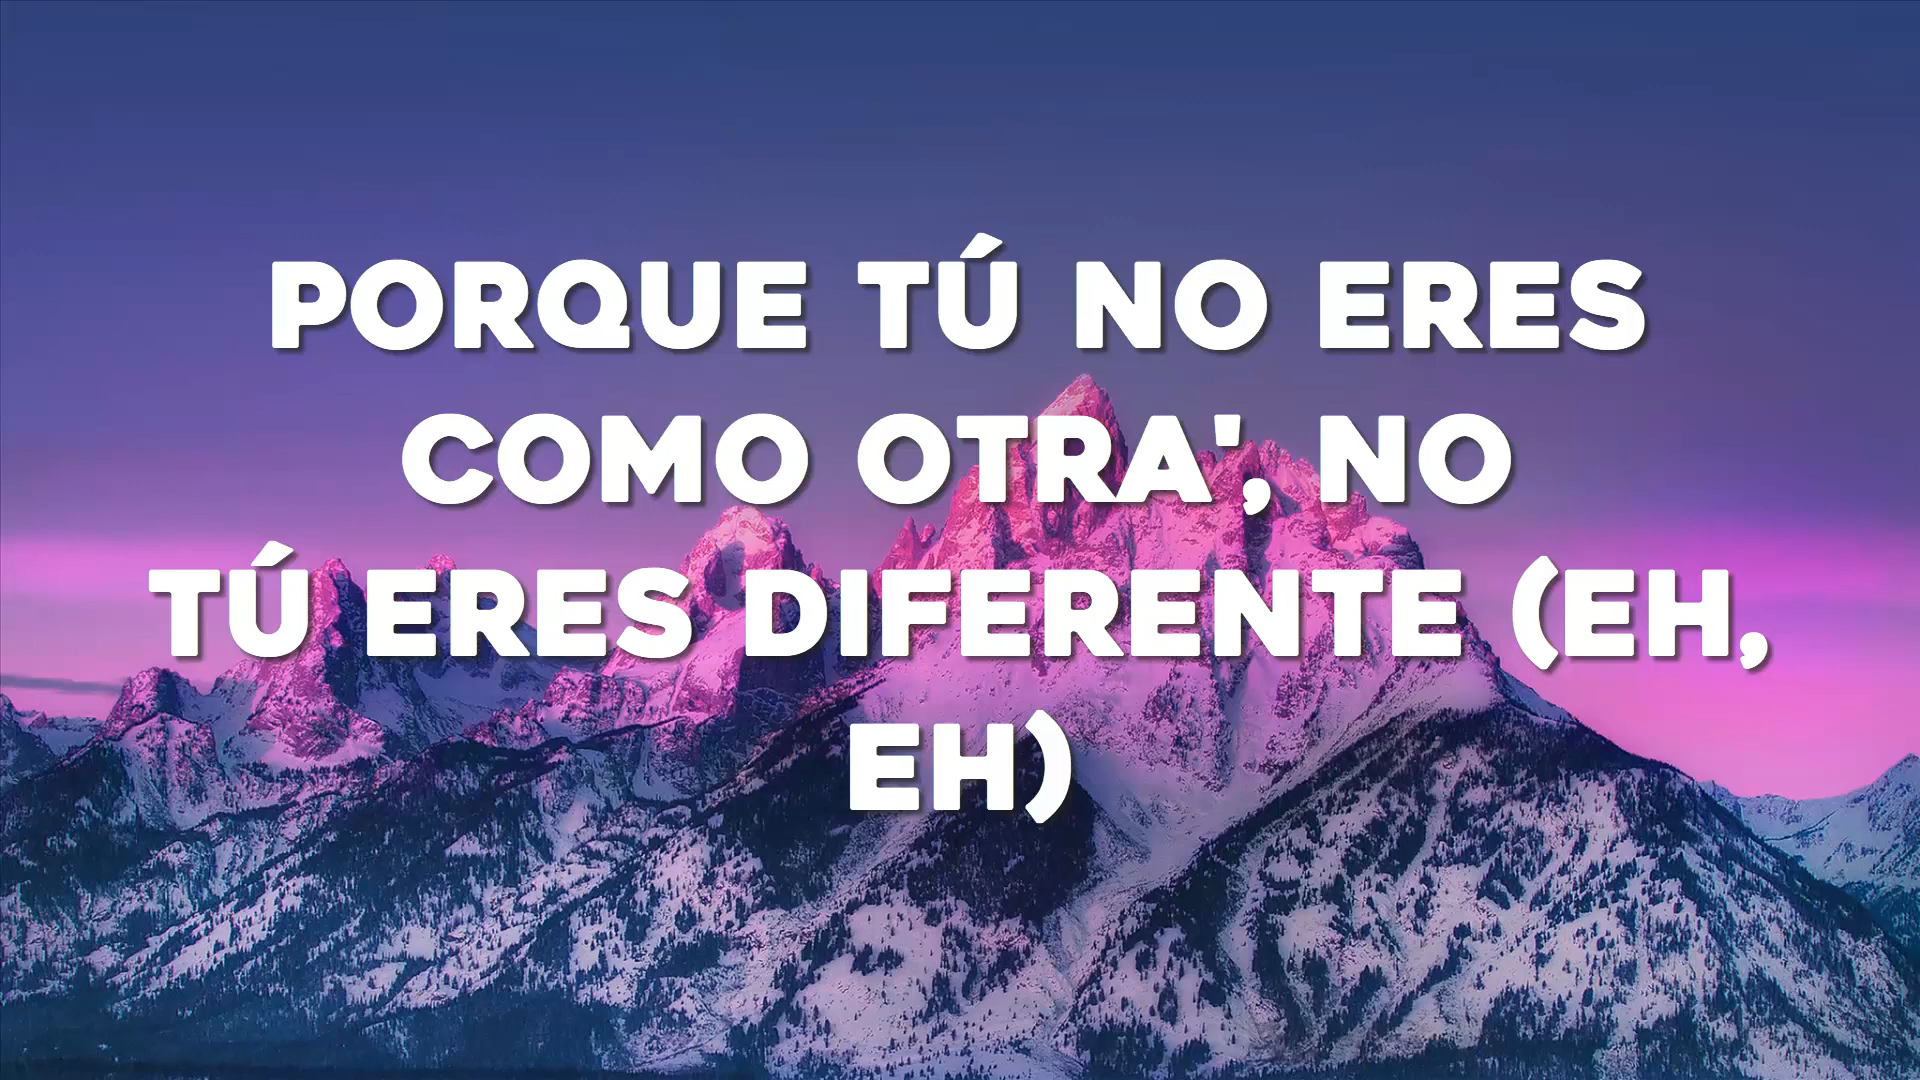 PORQUE TÚ NO ERES
COMO OTRA', NO
TÚ ERES DIFERENTE (EH,
EH)